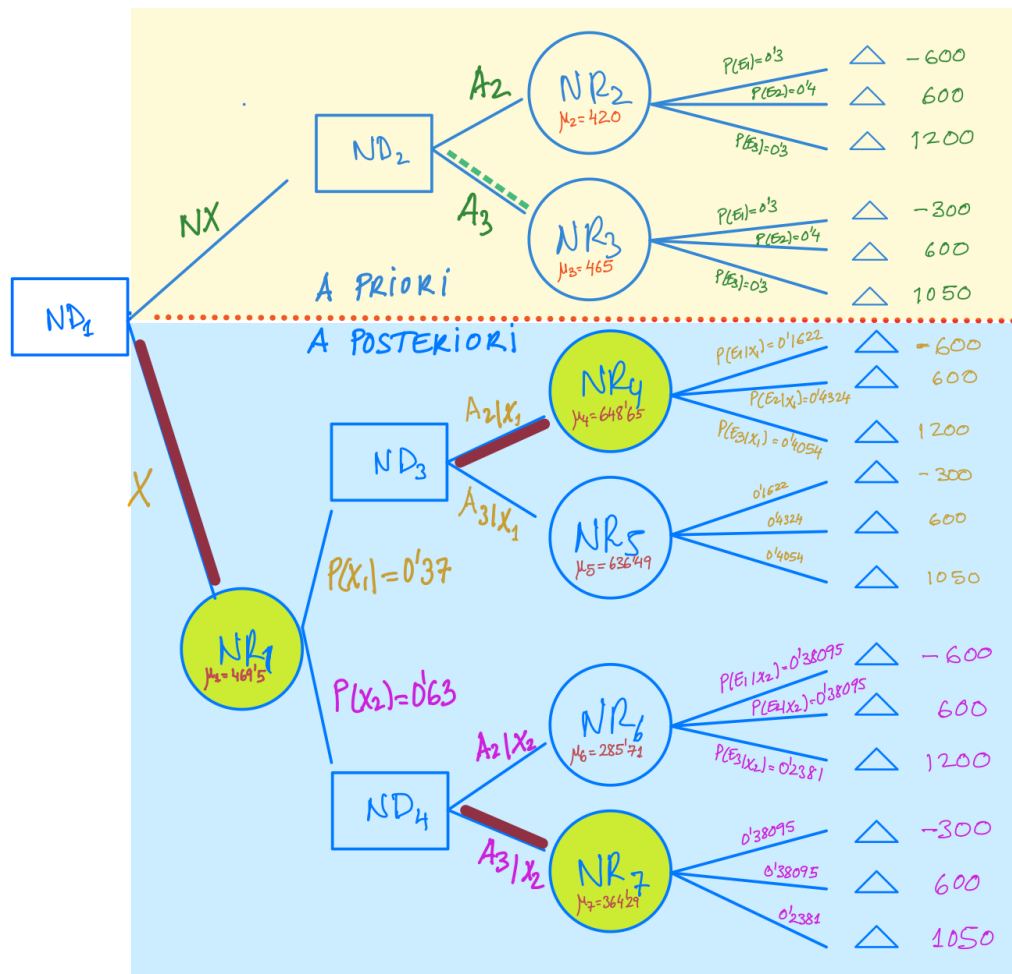 P(E1)=0'3
-600
A2
NR2
μ2=420
P(E2)=0'4
600
P(E3)=0'3
1200
ND2
A3
NR3
μ3=465
P(E1)=0'3
-300
P(E2)=0'4
600
P(E3)=0'3
1050
NX
A PRIORI
ND1
A POSTERIORI
P(E1|X1)=0'1622
-600
A2|X1
NR4
μ4=648'65
P(E2|X1)=0'4324
600
P(E3|X1)=0'4054
1200
ND3
X
A3|X1
NR5
μ5=636'49
0'1622
-300
0'4324
600
0'4054
1050
P(X1)=0'37
NR1
μ1=469'5
P(X2)=0'63
P(E1|X2)=0'38095
-600
A2|X2
NR6
μ6=285'71
P(E2|X2)=0'38095
600
P(E3|X2)=0'2381
1200
ND4
A3|X2
NR7
μ7=364'29
0'38095
-300
0'38095
600
0'2381
1050